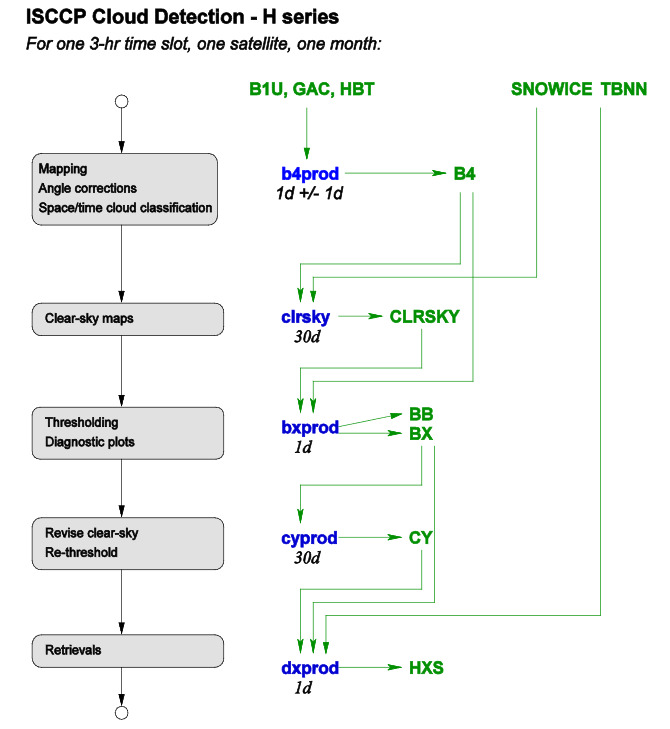 ISCCP Cloud Detection - H series
For one 3-hr time slot, one satellite, one month:
B1U, GAC, HBT
SNOWICE TBNN
Mapping
Angle corrections
Space/time cloud classification
b4prod
1d +/- 1d
B4
Clear-sky maps
clrsky
30d
CLRSKY
Thresholding
Diagnostic plots
bxprod
1d
BB
BX
Revise clear-sky
Re-threshold
cyprod
30d
CY
Retrievals
dxprod
1d
HXS